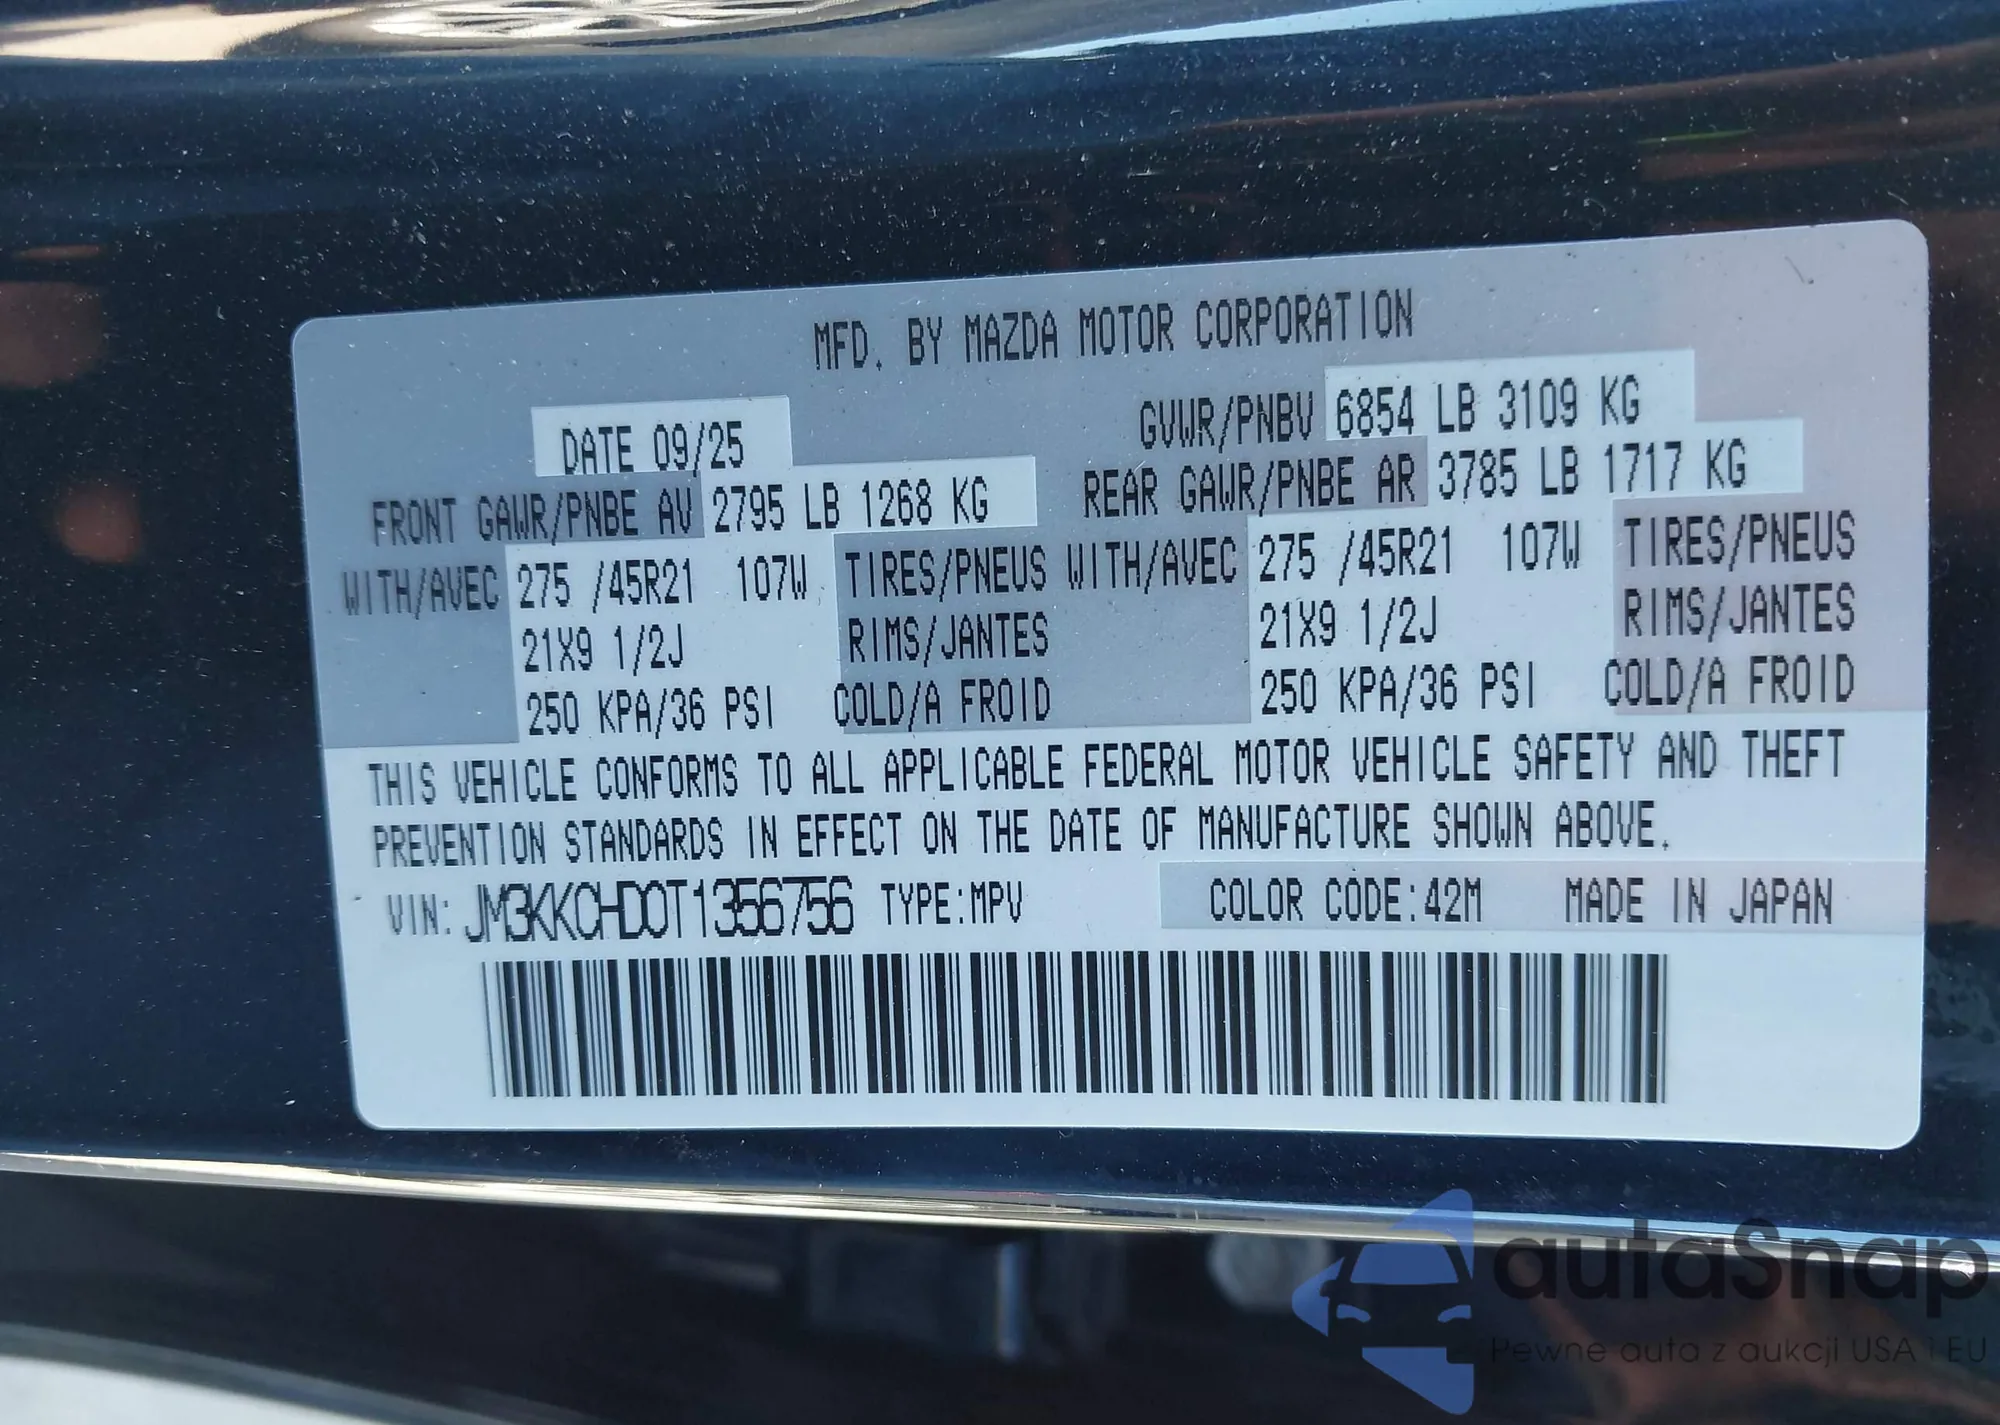 MFD. BY MAZDA MOTOR CORPORATION
DATE 09/25 GVWR/PNBV 6854 LB 3109 KG
FRONT GAWR/PNBE AV 2795 LB 1268 KG REAR GAWR/PNBE AR 3785 LB 1717 KG
WITH/AVEC 275 /45R21 107W TIRES/PNEUS WITH/AVEC 275 /45R21 107W TIRES/PNEUS
21X9 1/2J RIMS/JANTES 21X9 1/2J RIMS/JANTES
250 KPA/36 PSI COLD/A FROID 250 KPA/36 PSI COLD/A FROID
THIS VEHICLE CONFORMS TO ALL APPLICABLE FEDERAL MOTOR VEHICLE SAFETY AND THEFT
PREVENTION STANDARDS IN EFFECT ON THE DATE OF MANUFACTURE SHOWN ABOVE.
VIN: JM3KKCHD0T1356756 TYPE:MPV COLOR CODE:42M MADE IN JAPAN
autaSnap
Pewne auta z aukcji USA i EU